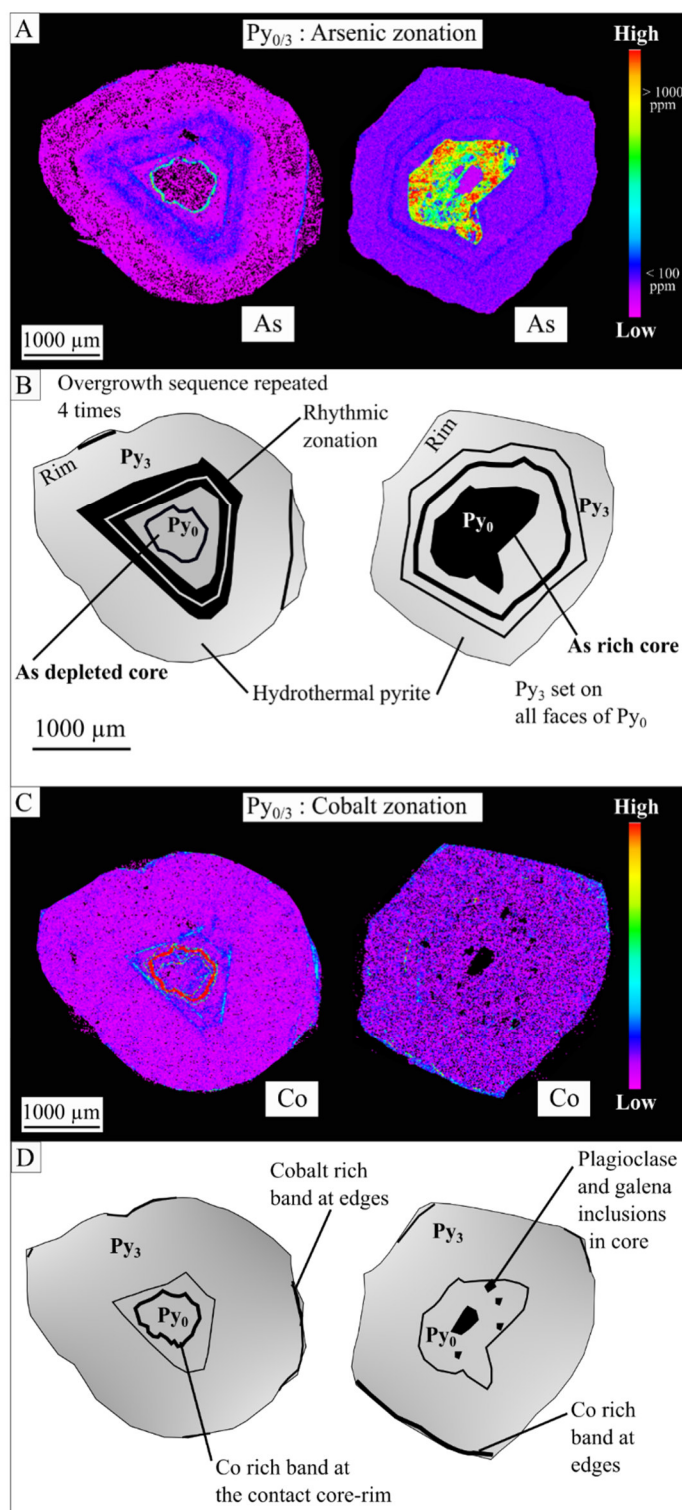 A
Py0/3 : Arsenic zonation
High
> 1000
ppm
< 100
ppm
Low
As
As
1000 µm
B
Overgrowth sequence repeated
4 times
Rhythmic
zonation
Rim
Py3
Py0
Rim
Py0
Py3
As depleted core
As rich core
Hydrothermal pyrite
Py3 set on
all faces of Py0
1000 µm
C
Py0/3 : Cobalt zonation
High
Low
Co
Co
1000 µm
D
Cobalt rich
band at edges
Plagioclase
and galena
inclusions
in core
Py3
Py3
Py0
Py0
Co rich band at
the contact core-rim
Co rich
band at
edges